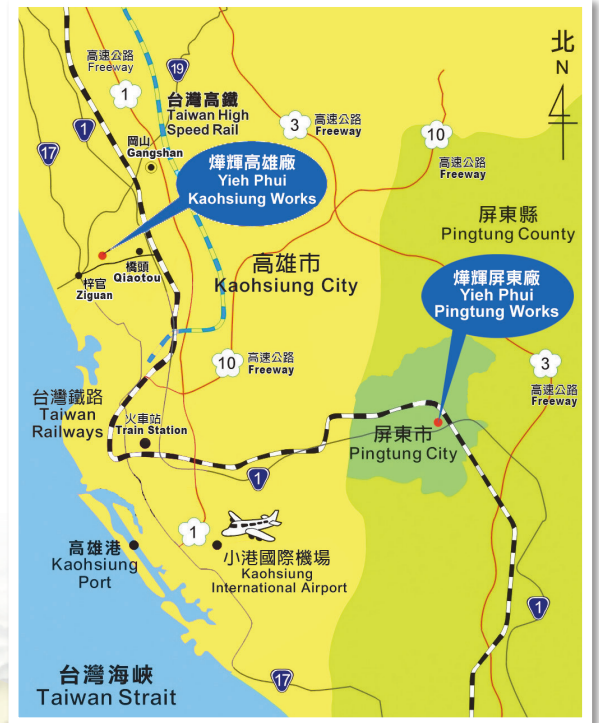 北
N
高速公路
Freeway
19
1
台灣高鐵
Taiwan High
Speed Rail
3
高速公路
Freeway
10
高速公路
Freeway
1
17
岡山
Gangshan
燁輝高雄廠
Yieh Phui
Kaohsiung Works
屏東縣
Pingtung County
高雄市
Kaohsiung City
橋頭
Qiaotou
梓官
Ziguan
燁輝屏東廠
Yieh Phui
Pingtung Works
10
高速公路
Freeway
3
高速公路
Freeway
台灣鐵路
Taiwan
Railways
火車站
Train Station
屏東市
Pingtung City
1
1
高雄港
Kaohsiung
Port
小港國際機場
Kaohsiung
International Airport
1
17
台灣海峽
Taiwan Strait